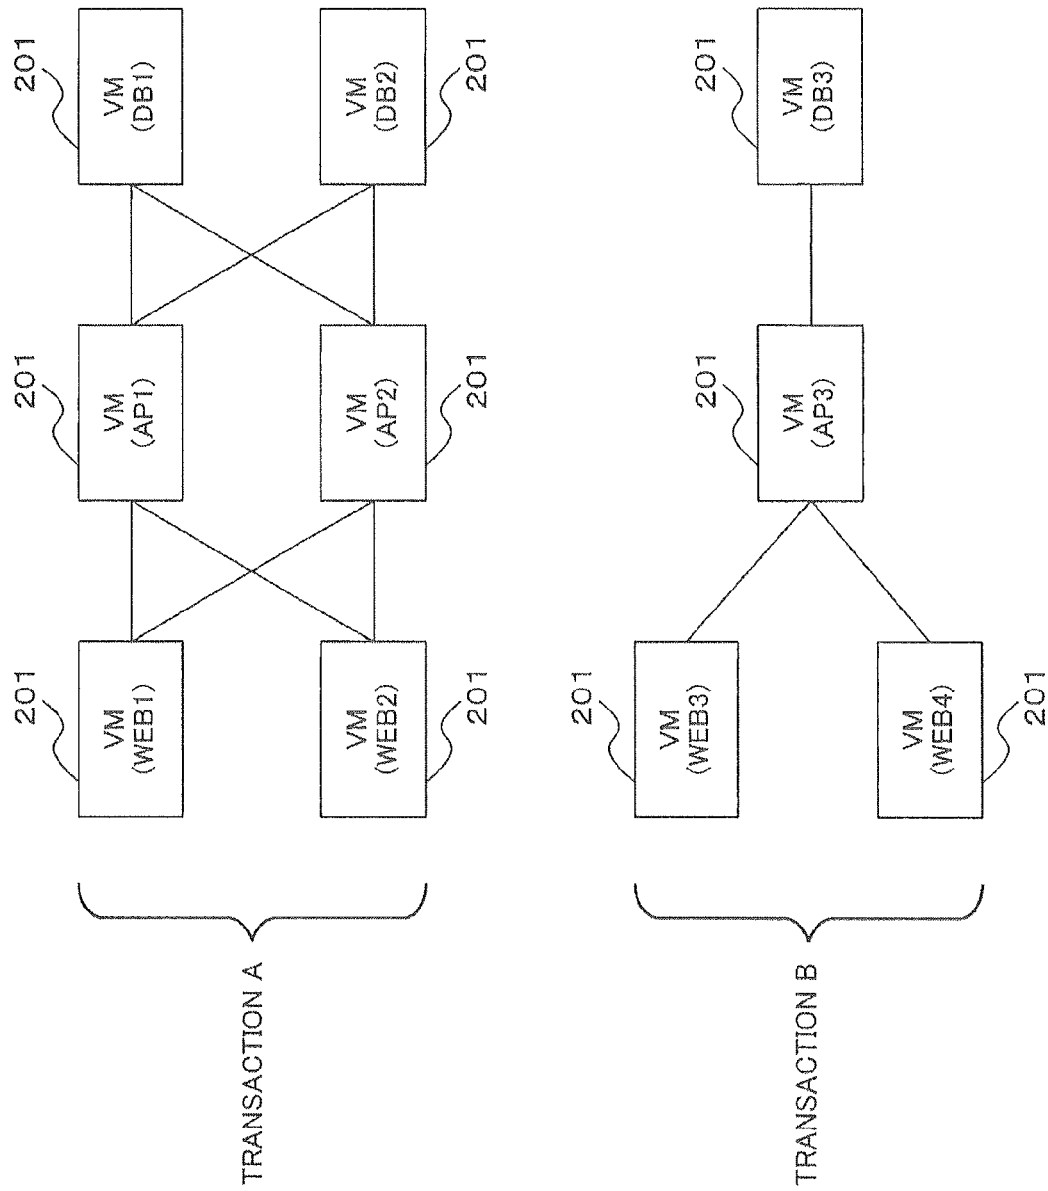 201
VM
(WEB1)
201
VM
(AP1)
201
VM
(DB1)
TRANSACTION A
VM
(WEB2)
201
VM
(AP2)
201
VM
(DB2)
201
201
VM
(WEB3)
201
VM
(AP3)
201
VM
(DB3)
TRANSACTION B
VM
(WEB4)
201